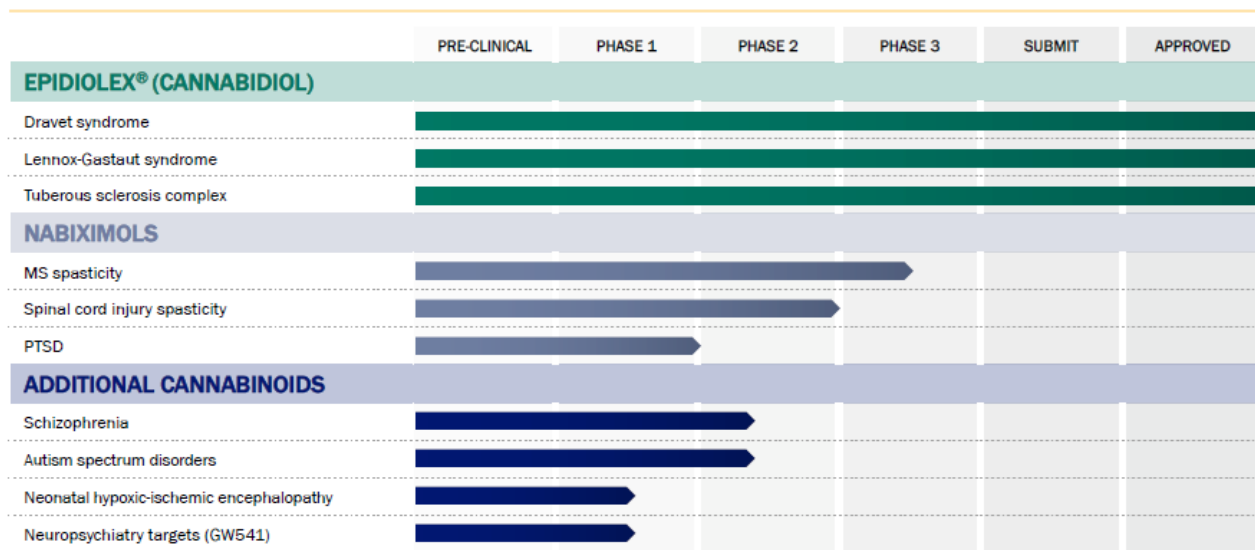 PRE-CLINICAL PHASE 1 PHASE 2 PHASE 3 SUBMIT APPROVED
EPIDIOLEX® (CANNABIDIOL)
Dravet syndrome
Lennox-Gastaut syndrome
Tuberous sclerosis complex
NABIXIMOLS
MS spasticity
Spinal cord injury spasticity
PTSD
ADDITIONAL CANNABINOIDS
Schizophrenia
Autism spectrum disorders
Neonatal hypoxic-ischemic encephalopathy
Neuropsychiatry targets (GW541)